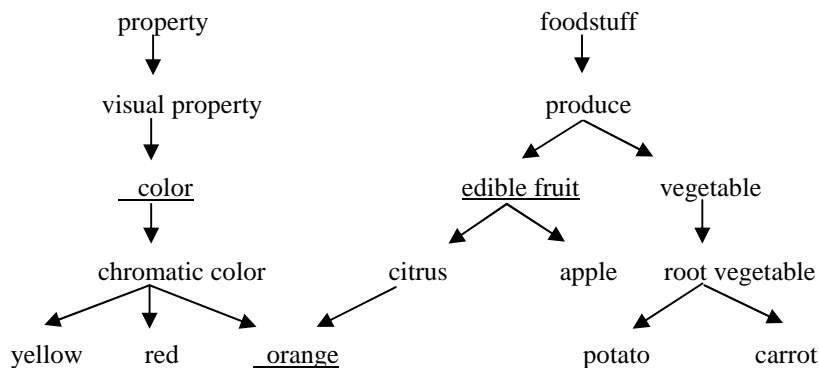 property foodstuff
visual property produce
color edible fruit vegetable
chromatic color citrus apple root vegetable
yellow red orange potato carrot